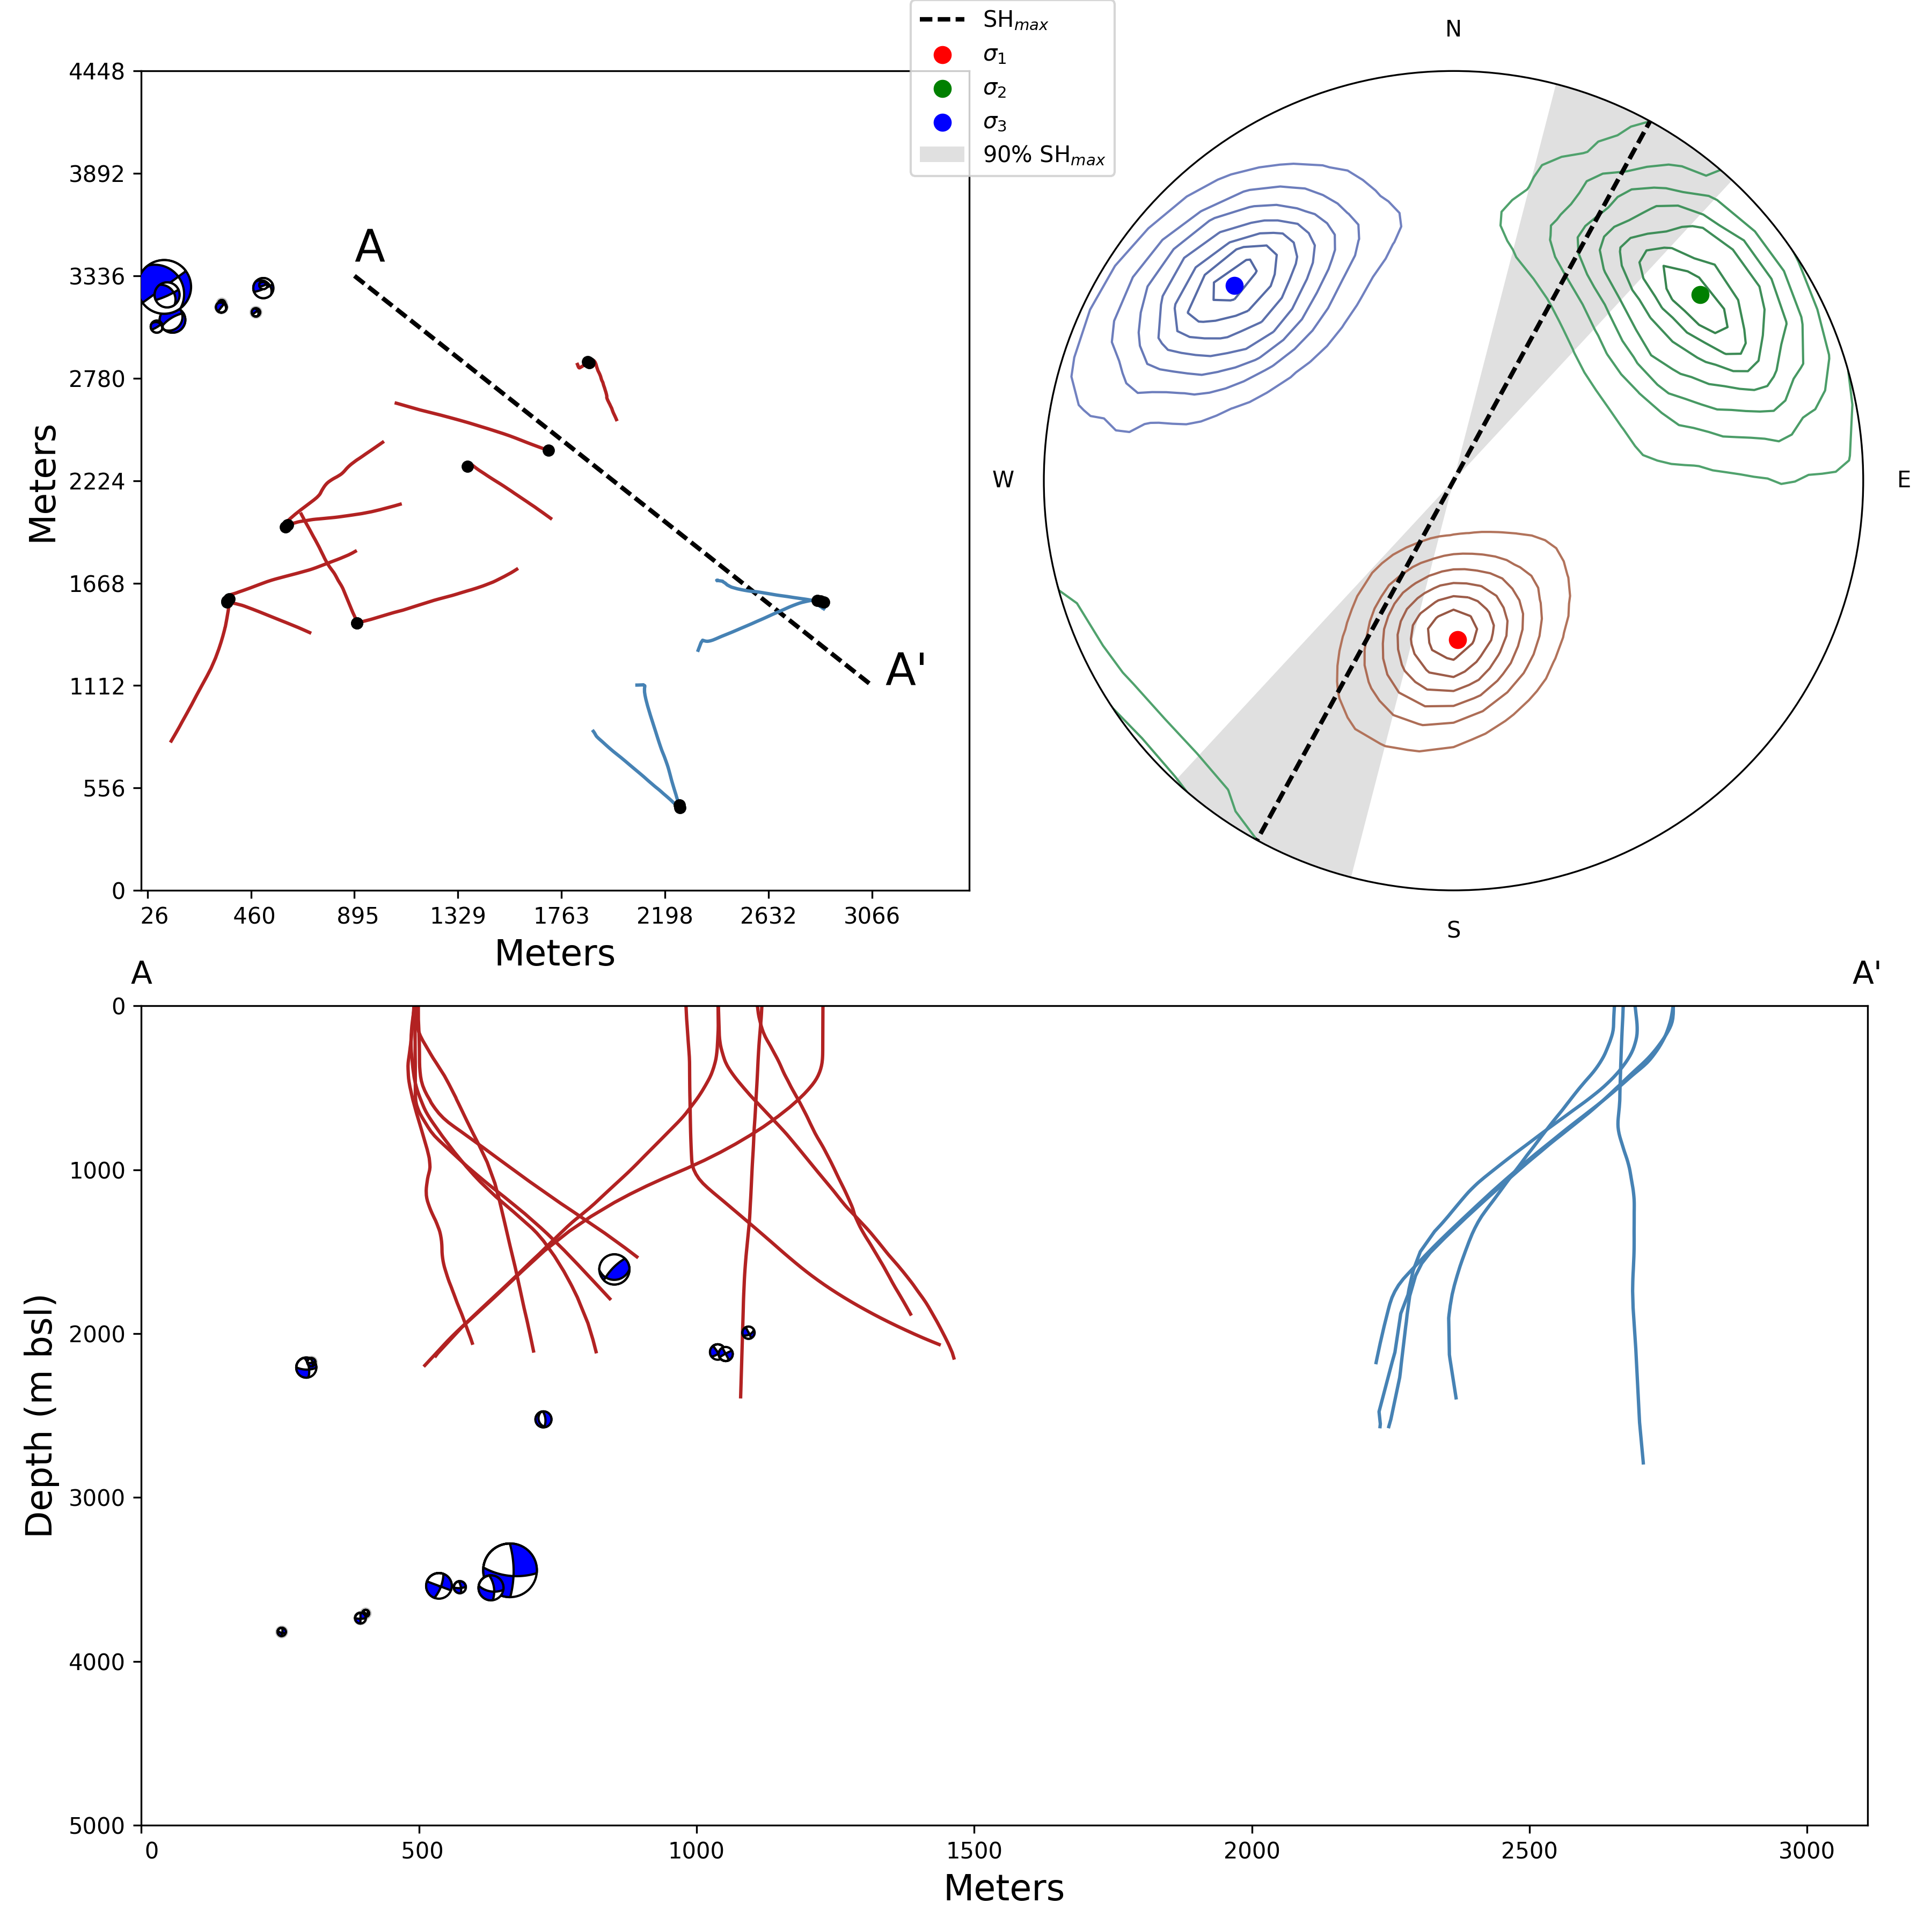 SHmax
σ1
σ2
σ3
90% SHmax
N
W
E
S
4448
3892
3336
2780
2224
1668
1112
556
0
Meters
A
A'
26 460 895 1329 1763 2198 2632 3066
Meters
A A'
0
1000
2000
3000
4000
5000
Depth (m bsl)
0 500 1000 1500 2000 2500 3000
Meters